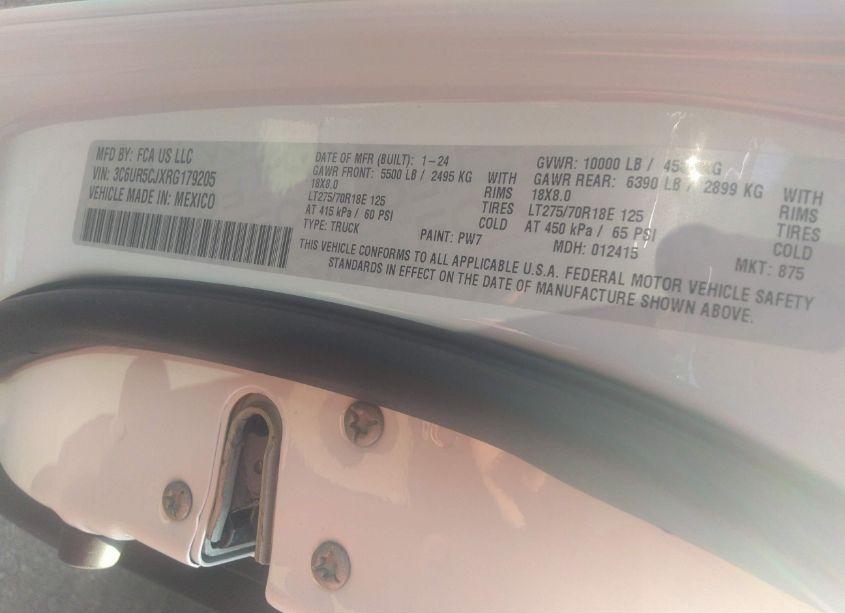 MFD BY: FCA US LLC
VIN: 3C6UR5CJXRG179205
VEHICLE MADE IN: MEXICO
DATE OF MFR (BUILT): 1-24
GAWR FRONT: 5500 LB / 2495 KG WITH
18X8.0 RIMS
LT275/70R18E 125 TIRES
AT 415 kPa / 60 PSI COLD
TYPE: TRUCK PAINT: PW7
GVWR: 10000 LB / KG
GAWR REAR: 6390 LB / 2899 KG WITH
18X8.0 RIMS
LT275/70R18E 125 TIRES
AT 450 kPa / 65 PSI COLD
MDH: 012415 MKT: 875
THIS VEHICLE CONFORMS TO ALL APPLICABLE U.S.A. FEDERAL MOTOR VEHICLE SAFETY
STANDARDS IN EFFECT ON THE DATE OF MANUFACTURE SHOWN ABOVE.